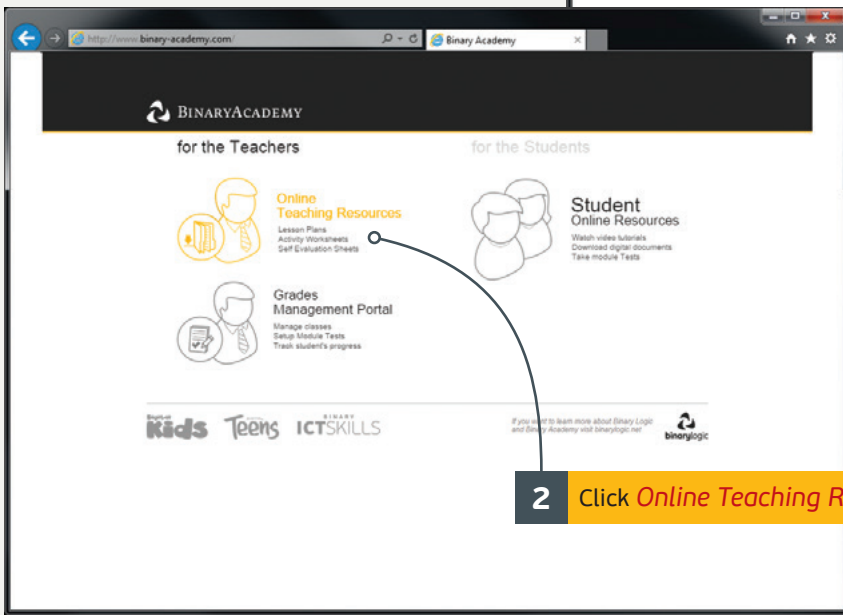 http://www.binary-academy.com/
Binary Academy
BINARYACADEMY
for the Teachers
for the Students
Online
Teaching Resources
Lesson Plans
Activity Worksheets
Self Evaluation Sheets
Student
Online Resources
Watch video tutorials
Download digital documents
Take module Tests
Grades
Management Portal
Manage classes
Setup Module Tests
Track student's progress
Kids
Teens
BINARY
ICTSKILLS
If you want to learn more about Binary Logic
and Binary Academy visit binarylogic.net
binarylogic
2 Click Online Teaching R